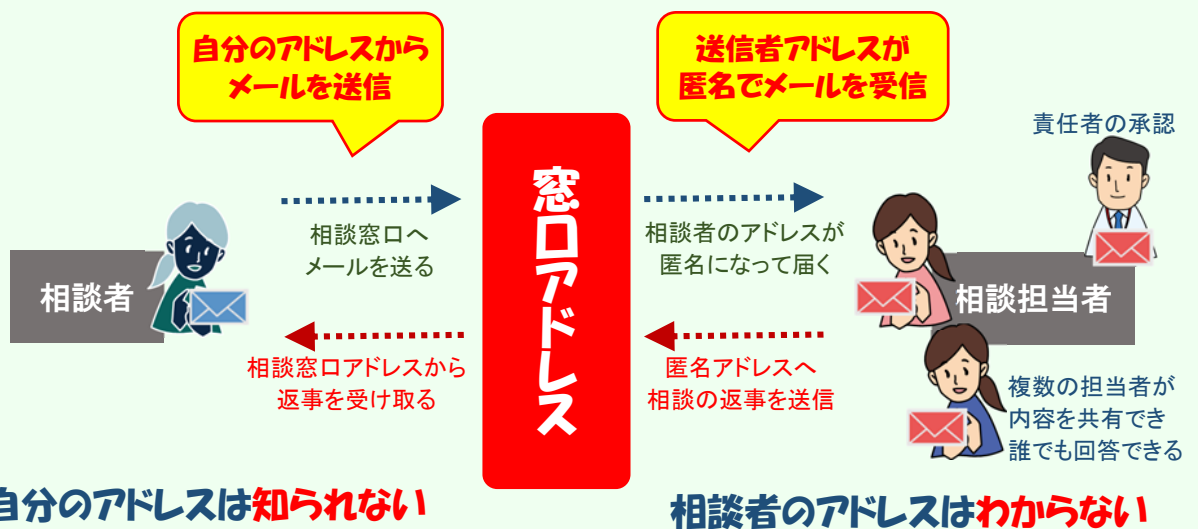 自分のアドレスから
メールを送信
送信者アドレスが
匿名でメールを受信
責任者の承認
窓口アドレス
相談窓口へ
メールを送る
相談者のアドレスが
匿名になって届く
相談者
相談担当者
相談窓口アドレスから
返事を受け取る
匿名アドレスへ
相談の返事を送信
複数の担当者が
内容を共有でき
誰でも回答できる
自分のアドレスは知られない
相談者のアドレスはわからない